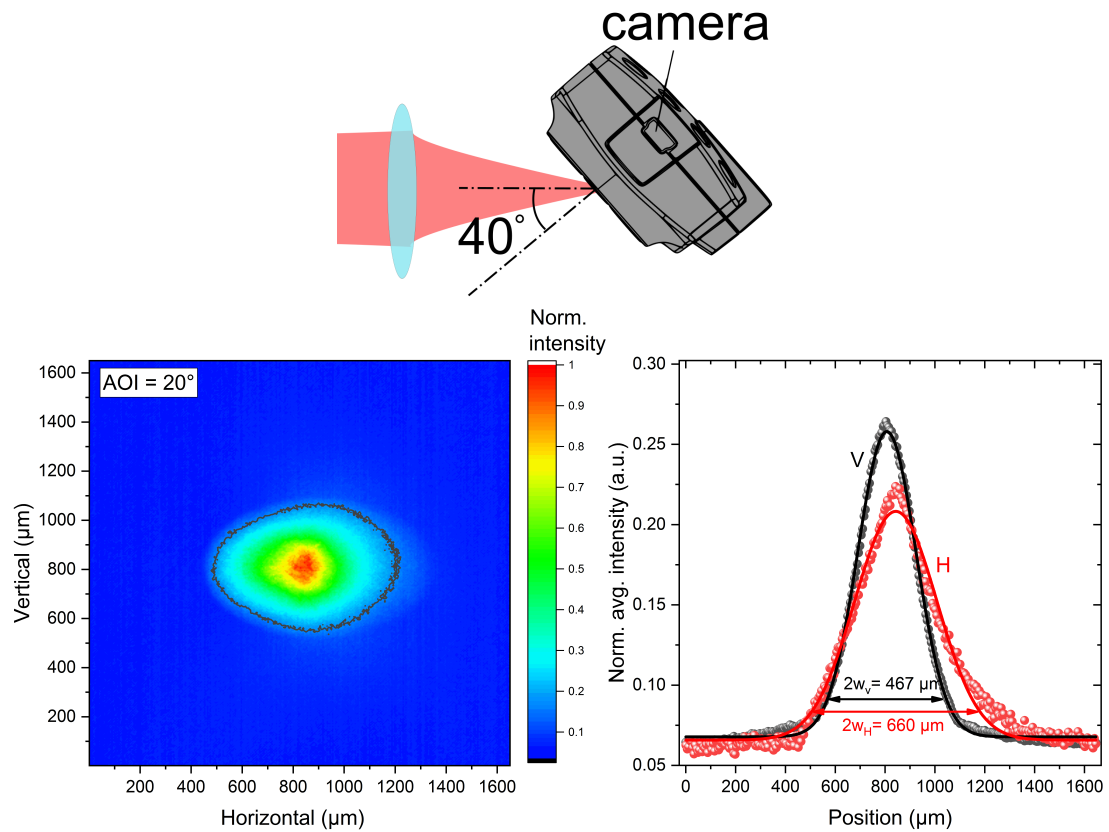 camera
40°
Norm.
intensity
AOI = 20°
1600
1400
1200
1000
800
600
400
200
Vertical (µm)
200 400 600 800 1000 1200 1400 1600
Horizontal (µm)
1
0.9
0.8
0.7
0.6
0.5
0.4
0.3
0.2
0.1
0.30
0.25
0.20
0.15
0.10
0.05
Norm avg. intensity (a.u.)
V
H
2wv= 467 µm
2wH= 660 µm
0 200 400 600 800 1000 1200 1400 1600
Position (µm)